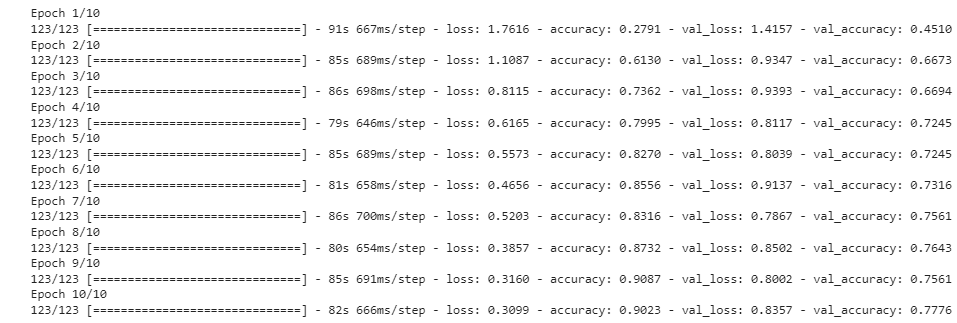 Epoch 1/10
123/123 [==============================] - 91s 667ms/step - loss: 1.7616 - accuracy: 0.2791 - val_loss: 1.4157 - val_accuracy: 0.4510
Epoch 2/10
123/123 [==============================] - 85s 689ms/step - loss: 1.1087 - accuracy: 0.6130 - val_loss: 0.9347 - val_accuracy: 0.6673
Epoch 3/10
123/123 [==============================] - 86s 698ms/step - loss: 0.8115 - accuracy: 0.7362 - val_loss: 0.9393 - val_accuracy: 0.6694
Epoch 4/10
123/123 [==============================] - 79s 646ms/step - loss: 0.6165 - accuracy: 0.7995 - val_loss: 0.8117 - val_accuracy: 0.7245
Epoch 5/10
123/123 [==============================] - 85s 689ms/step - loss: 0.5573 - accuracy: 0.8270 - val_loss: 0.8039 - val_accuracy: 0.7245
Epoch 6/10
123/123 [==============================] - 81s 658ms/step - loss: 0.4656 - accuracy: 0.8556 - val_loss: 0.9137 - val_accuracy: 0.7316
Epoch 7/10
123/123 [==============================] - 86s 700ms/step - loss: 0.5203 - accuracy: 0.8316 - val_loss: 0.7867 - val_accuracy: 0.7561
Epoch 8/10
123/123 [==============================] - 80s 654ms/step - loss: 0.3857 - accuracy: 0.8732 - val_loss: 0.8502 - val_accuracy: 0.7643
Epoch 9/10
123/123 [==============================] - 85s 691ms/step - loss: 0.3160 - accuracy: 0.9087 - val_loss: 0.8002 - val_accuracy: 0.7561
Epoch 10/10
123/123 [==============================] - 82s 666ms/step - loss: 0.3099 - accuracy: 0.9023 - val_loss: 0.8357 - val_accuracy: 0.7776